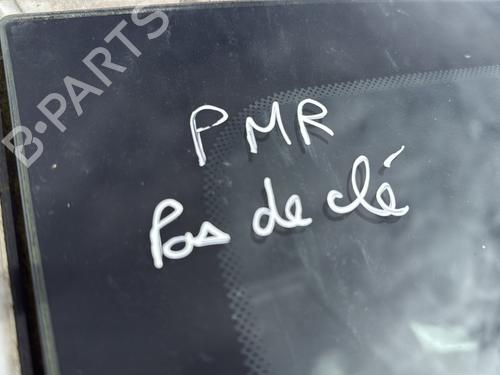 B-PARTS
PMR
Pas de clé